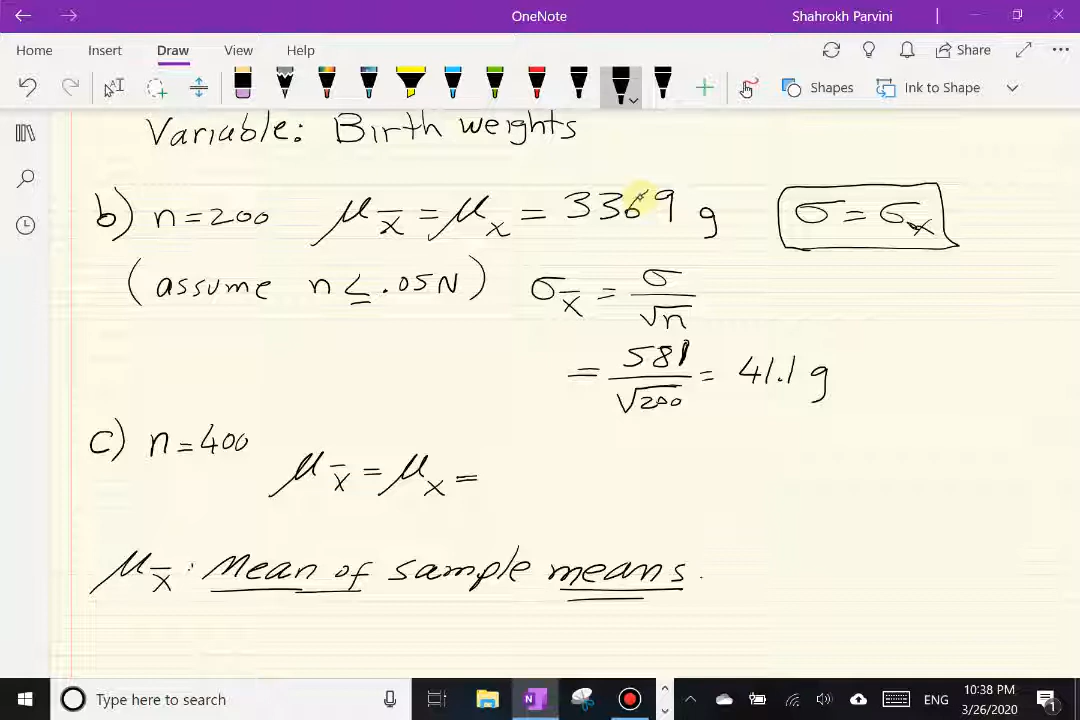 OneNote
Shahrokh Parvini
Home Insert Draw View Help
Share
Shapes
Ink to Shape
Variable: Birth weights
b) n=200 μx̄ = μx = 3369 g σ = σx
(assume n ≤ .05N) σx̄ = σ/√n
= 581/√200 = 41.1 g
c) n=400
μx̄ = μx =
μx̄ : Mean of sample means.
Type here to search
ENG
10:38 PM
3/26/2020
1